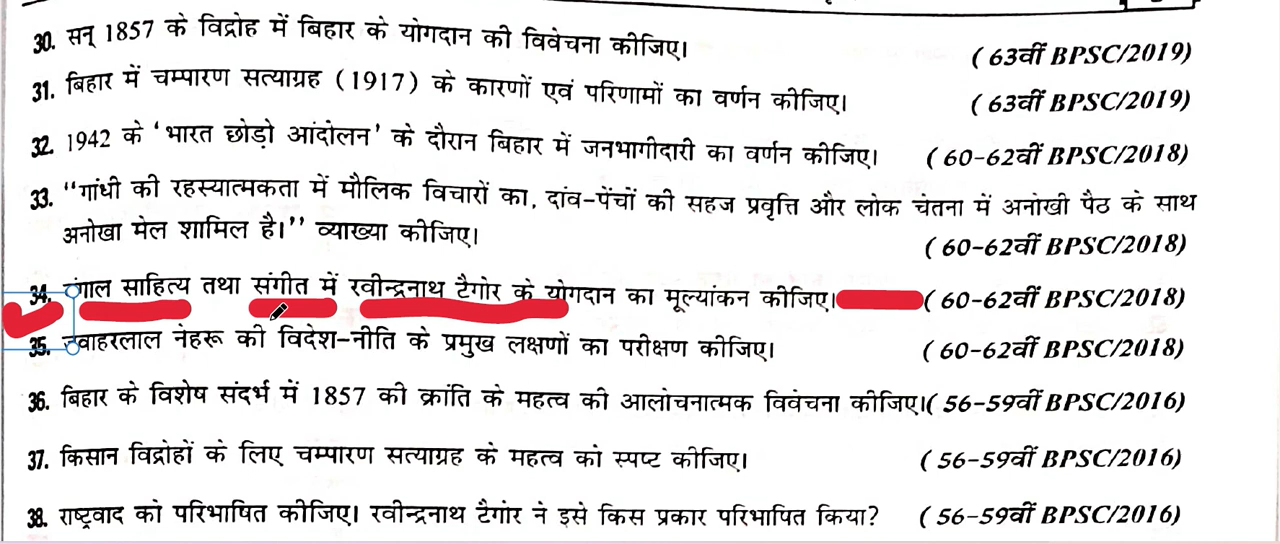 30. सन् 1857 के विद्रोह में बिहार के योगदान की विवेचना कीजिए। ( 63वीं BPSC/2019)
31. बिहार में चम्पारण सत्याग्रह (1917) के कारणों एवं परिणामों का वर्णन कीजिए। ( 63वीं BPSC/2019)
32. 1942 के ‘भारत छोड़ो आंदोलन’ के दौरान बिहार में जनभागीदारी का वर्णन कीजिए। ( 60-62वीं BPSC/2018)
33. “गांधी की रहस्यात्मकता में मौलिक विचारों का, दांव-पेंचों की सहज प्रवृत्ति और लोक चेतना में अनोखी पैठ के साथ
अनोखा मेल शामिल है।” व्याख्या कीजिए। ( 60-62वीं BPSC/2018)
34. बंगाल साहित्य तथा संगीत में रवीन्द्रनाथ टैगोर के योगदान का मूल्यांकन कीजिए। ( 60-62वीं BPSC/2018)
35. जवाहरलाल नेहरू की विदेश-नीति के प्रमुख लक्षणों का परीक्षण कीजिए। ( 60-62वीं BPSC/2018)
36. बिहार के विशेष संदर्भ में 1857 की क्रांति के महत्व की आलोचनात्मक विवेचना कीजिए। ( 56-59वीं BPSC/2016)
37. किसान विद्रोहों के लिए चम्पारण सत्याग्रह के महत्व को स्पष्ट कीजिए। ( 56-59वीं BPSC/2016)
38. राष्ट्रवाद को परिभाषित कीजिए। रवीन्द्रनाथ टैगोर ने इसे किस प्रकार परिभाषित किया? ( 56-59वीं BPSC/2016)